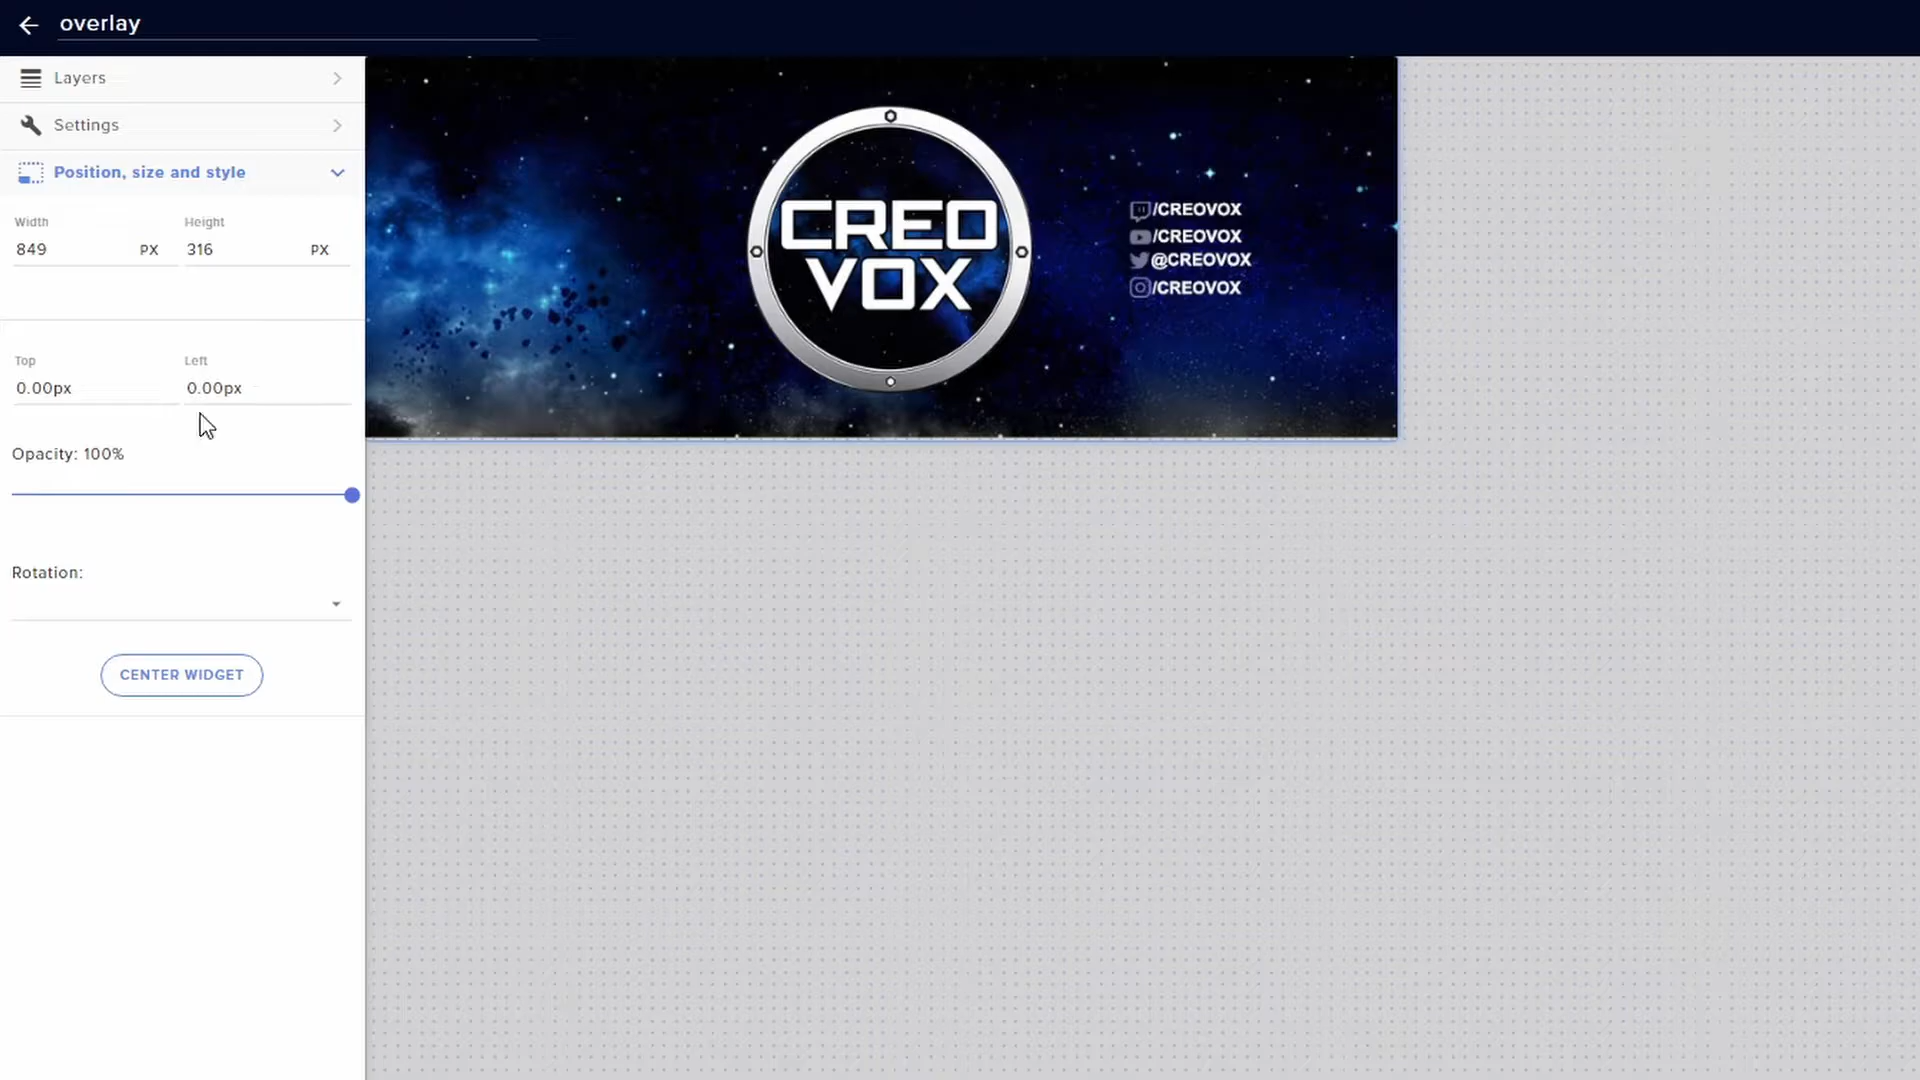 overlay
Layers
Settings
Position, size and style
Width Height
849 PX 316 PX
Top Left
0.00px 0.00px
Opacity: 100%
Rotation:
CENTER WIDGET
CREO
VOX
/CREOVOX
/CREOVOX
@CREOVOX
/CREOVOX